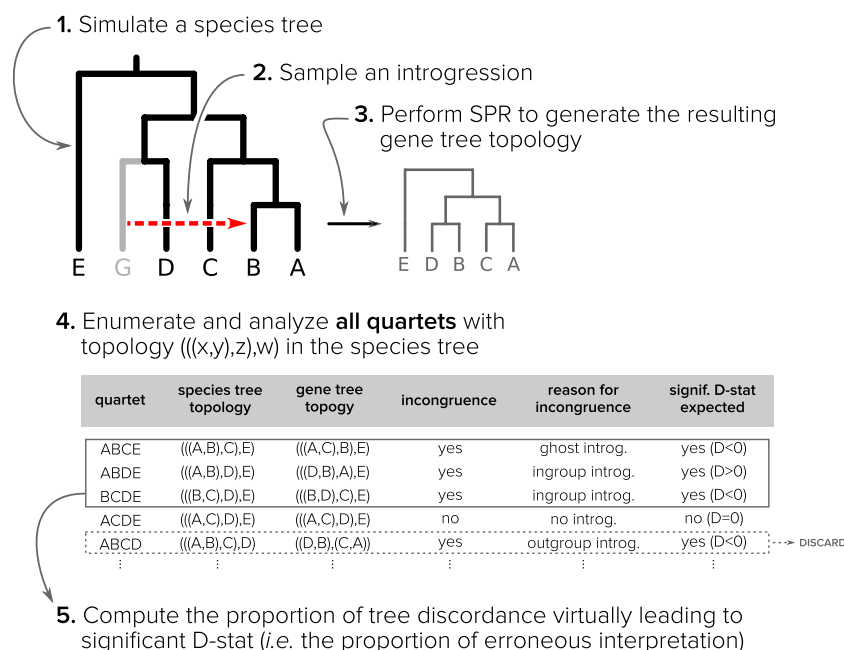 1. Simulate a species tree
2. Sample an introgression
3. Perform SPR to generate the resulting
gene tree topology
E G D C B A
E D B C A
4. Enumerate and analyze all quartets with
topology (((x,y),z),w) in the species tree
quartet species tree topology gene tree topogy incongruence reason for incongruence signif. D-stat expected
ABCE (((A,B),C),E) (((A,C),B),E) yes ghost introg. yes (D<0)
ABDE (((A,B),D),E) (((D,B),A),E) yes ingroup introg. yes (D>0)
BCDE (((B,C),D),E) (((B,D),C),E) yes ingroup introg. yes (D<0)
ACDE (((A,C),D),E) (((A,C),D),E) no no introg. no (D=0)
ABCD (((A,B),C),D) ((D,B),(C,A)) yes outgroup introg. yes (D<0) DISCARD
5. Compute the proportion of tree discordance virtually leading to
significant D-stat (i.e. the proportion of erroneous interpretation)